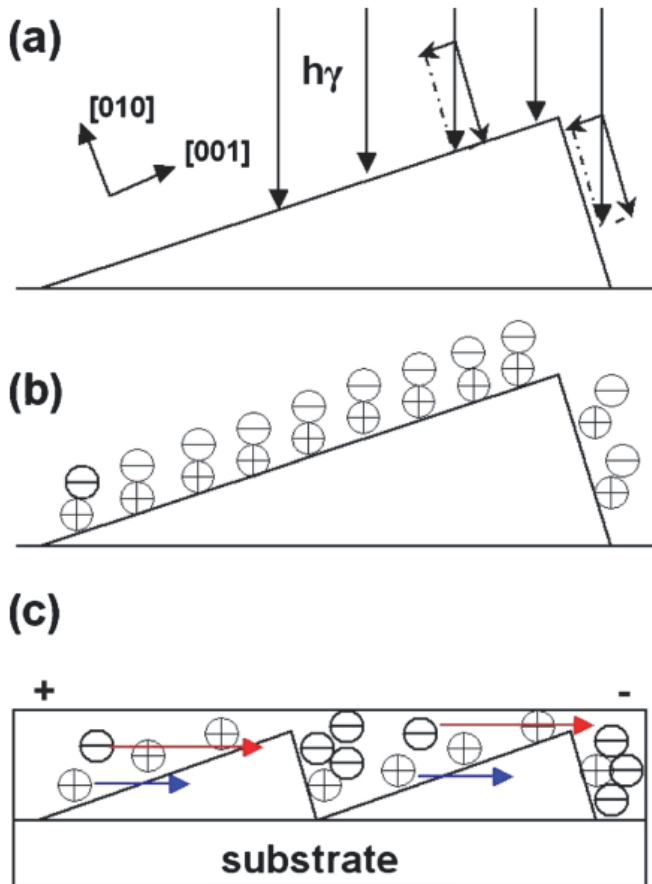 (a)
hγ
[010]
[001]
(b)
(c)
+ -
substrate